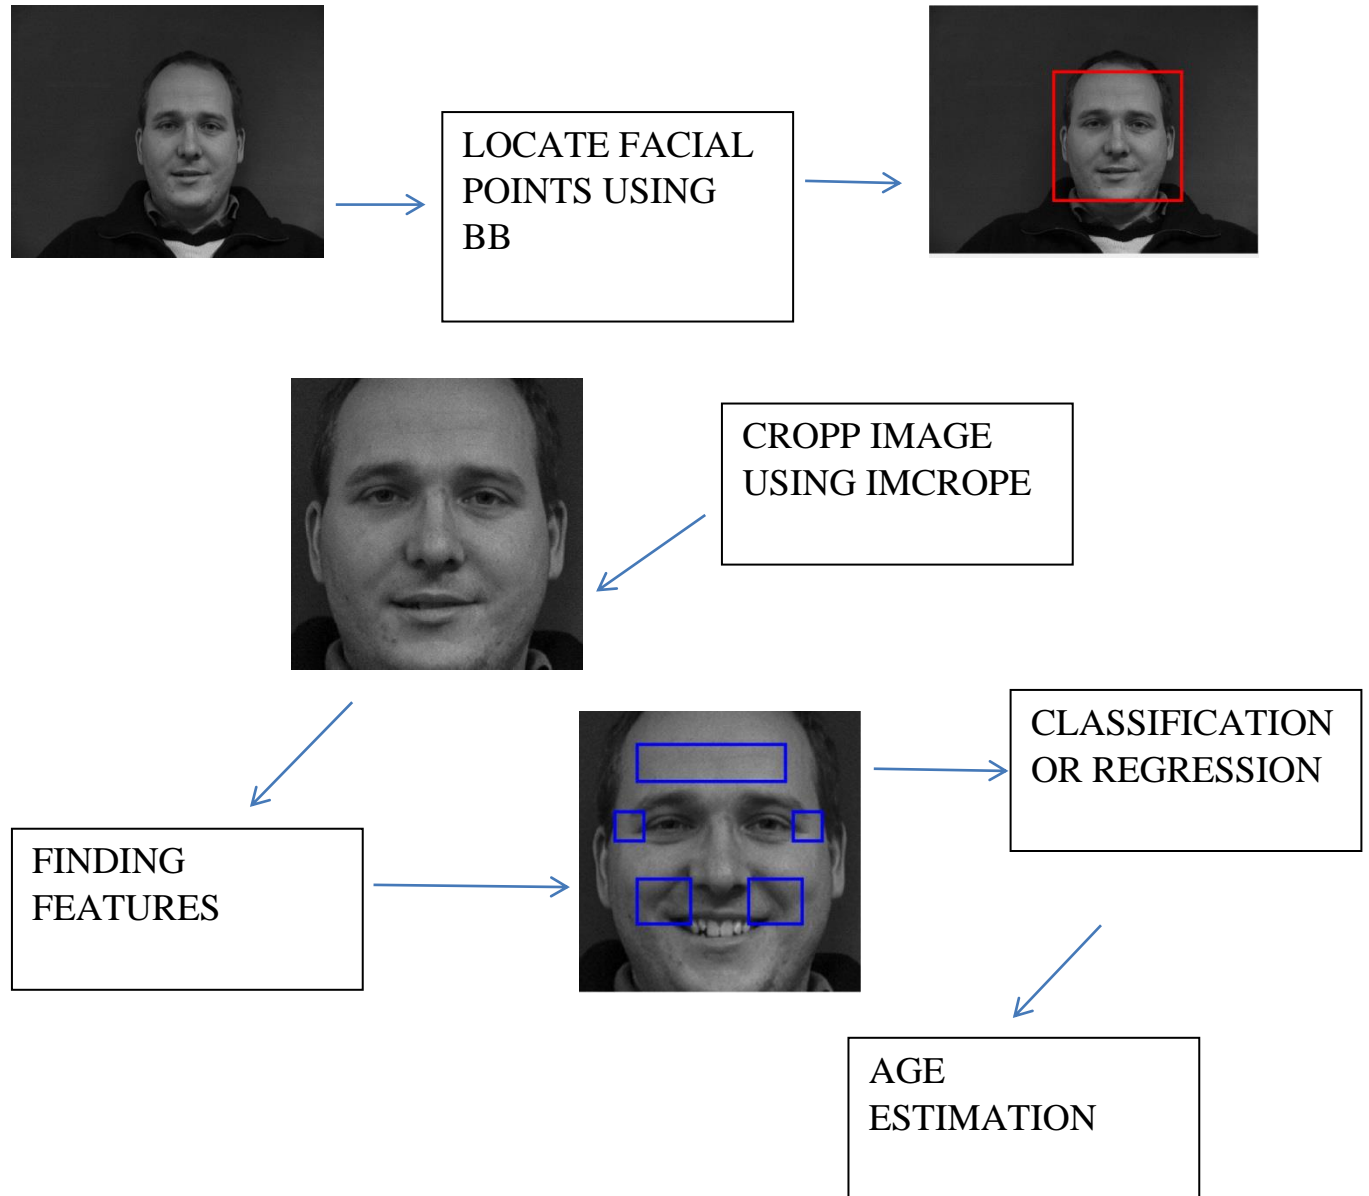 LOCATE FACIAL
POINTS USING
BB
CROPP IMAGE
USING IMCROPE
CLASSIFICATION
OR REGRESSION
FINDING
FEATURES
AGE
ESTIMATION